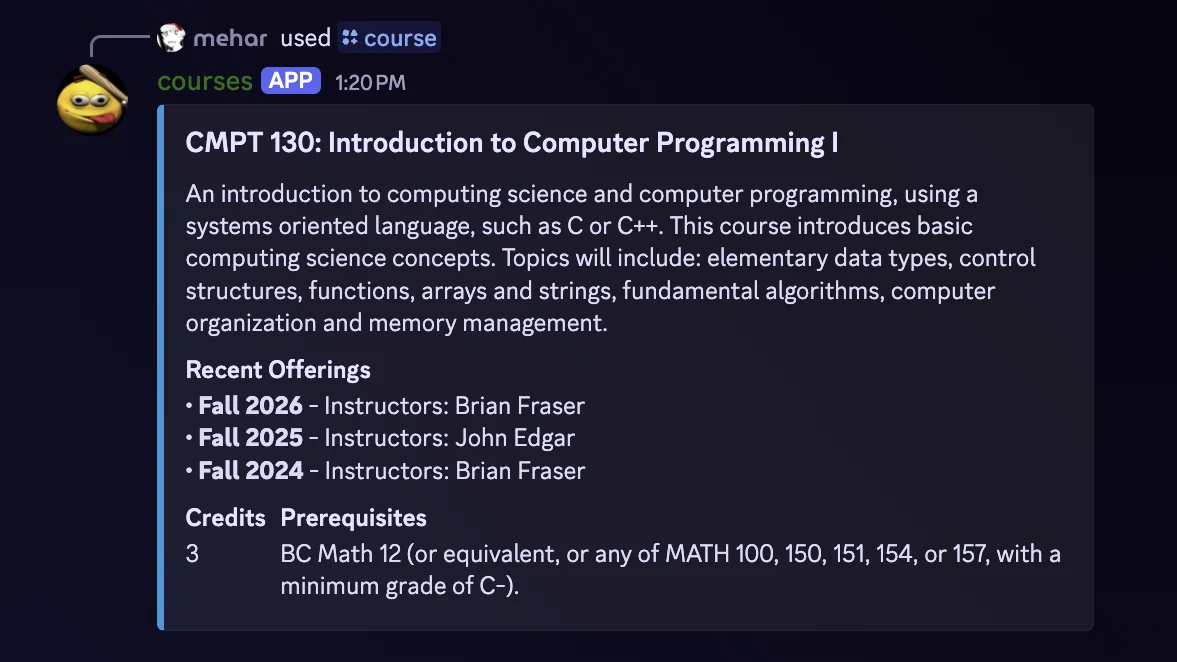 mehar used course
courses APP 1:20 PM
CMPT 130: Introduction to Computer Programming I
An introduction to computing science and computer programming, using a
systems oriented language, such as C or C++. This course introduces basic
computing science concepts. Topics will include: elementary data types, control
structures, functions, arrays and strings, fundamental algorithms, computer
organization and memory management.
Recent Offerings
• Fall 2026 - Instructors: Brian Fraser
• Fall 2025 - Instructors: John Edgar
• Fall 2024 - Instructors: Brian Fraser
Credits Prerequisites
3 BC Math 12 (or equivalent, or any of MATH 100, 150, 151, 154, or 157, with a
minimum grade of C-).